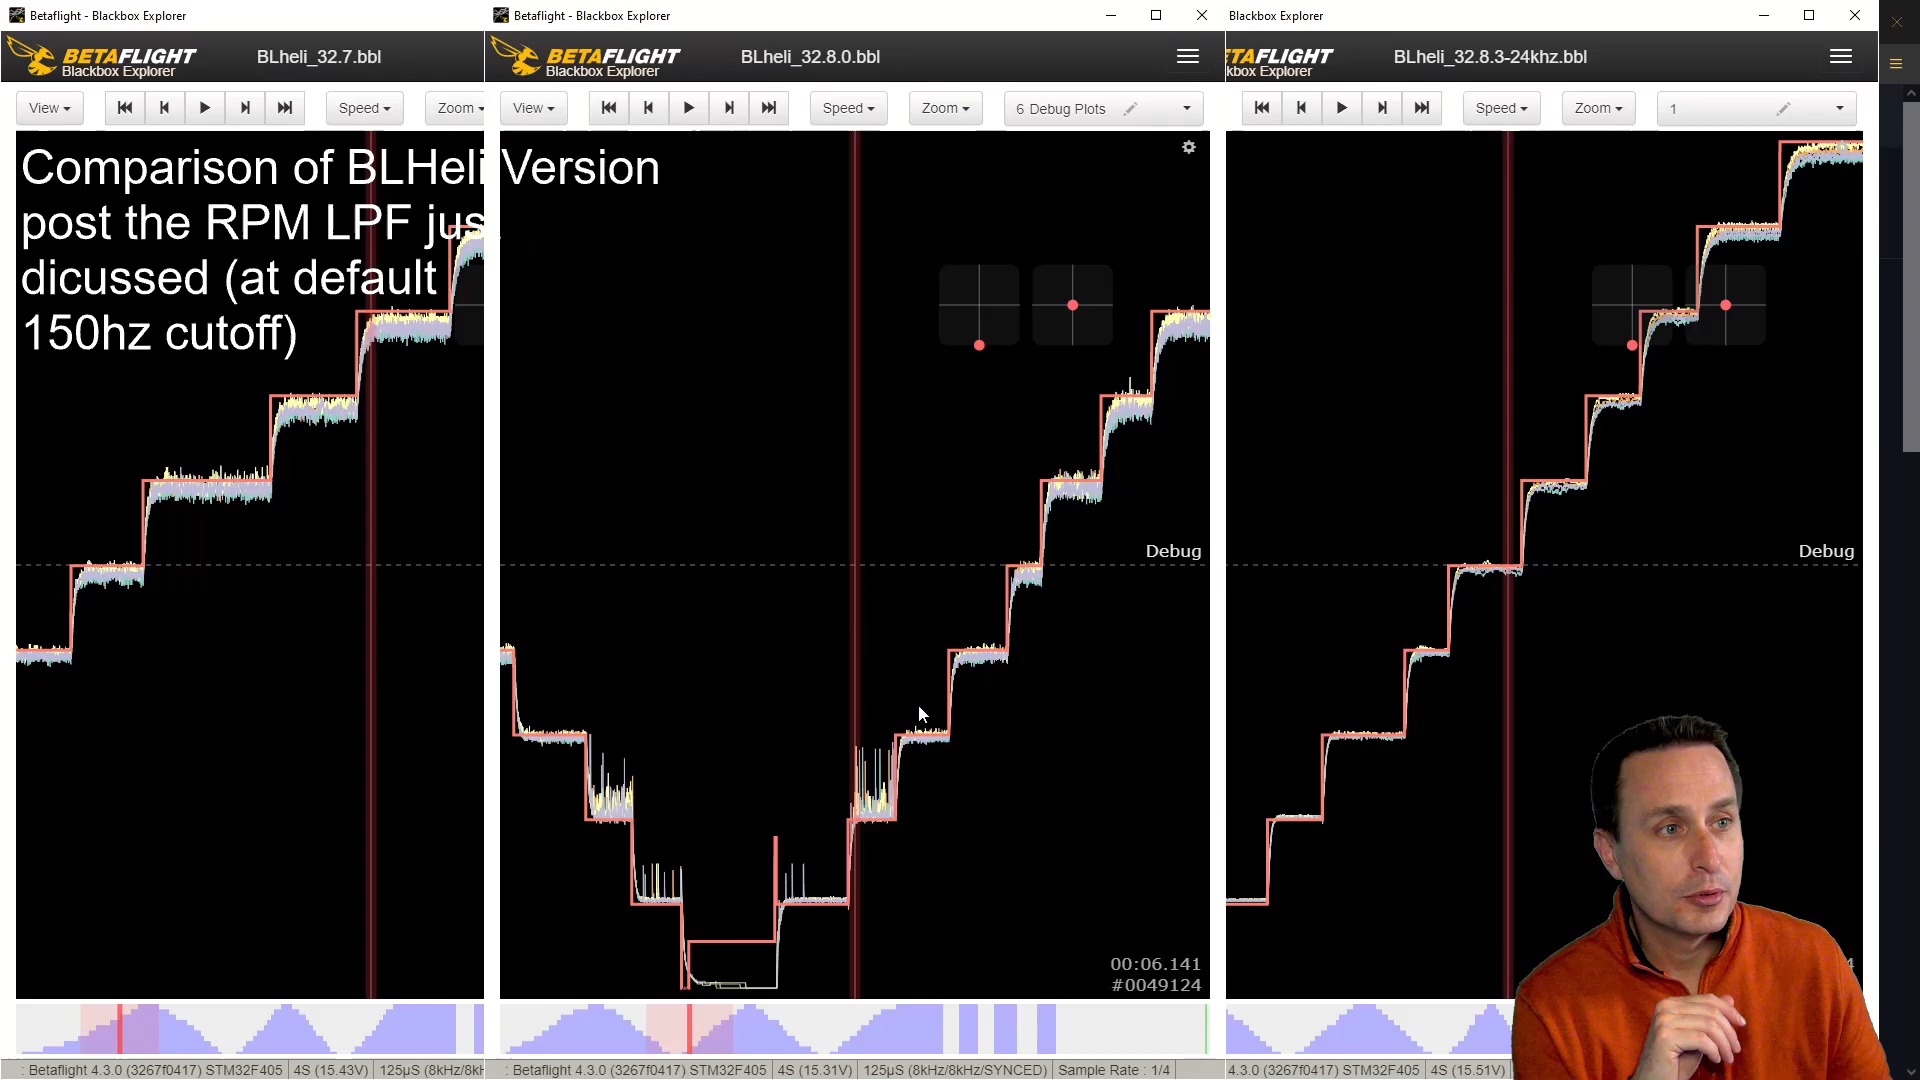 Betaflight - Blackbox Explorer
BETAFLIGHT
Blackbox Explorer
BLheli_32.7.bbl
View
Speed
Zoom
Comparison of BLHeli Version
post the RPM LPF jus
dicussed (at default
150hz cutoff)
: Betaflight 4.3.0 (3267f0417) STM32F405
4S (15.43V)
125µS (8kHz/8kH
Betaflight - Blackbox Explorer
BETAFLIGHT
Blackbox Explorer
BLheli_32.8.0.bbl
View
Speed
Zoom
6 Debug Plots
Debug
00:06.141
#0049124
: Betaflight 4.3.0 (3267f0417) STM32F405
4S (15.31V)
125µS (8kHz/8kHz/SYNCED)
Sample Rate : 1/4
Blackbox Explorer
ETAFLIGHT
kbox Explorer
BLheli_32.8.3-24khz.bbl
Speed
Zoom
1
Debug
4.3.0 (3267f0417) STM32F405
4S (15.51V)